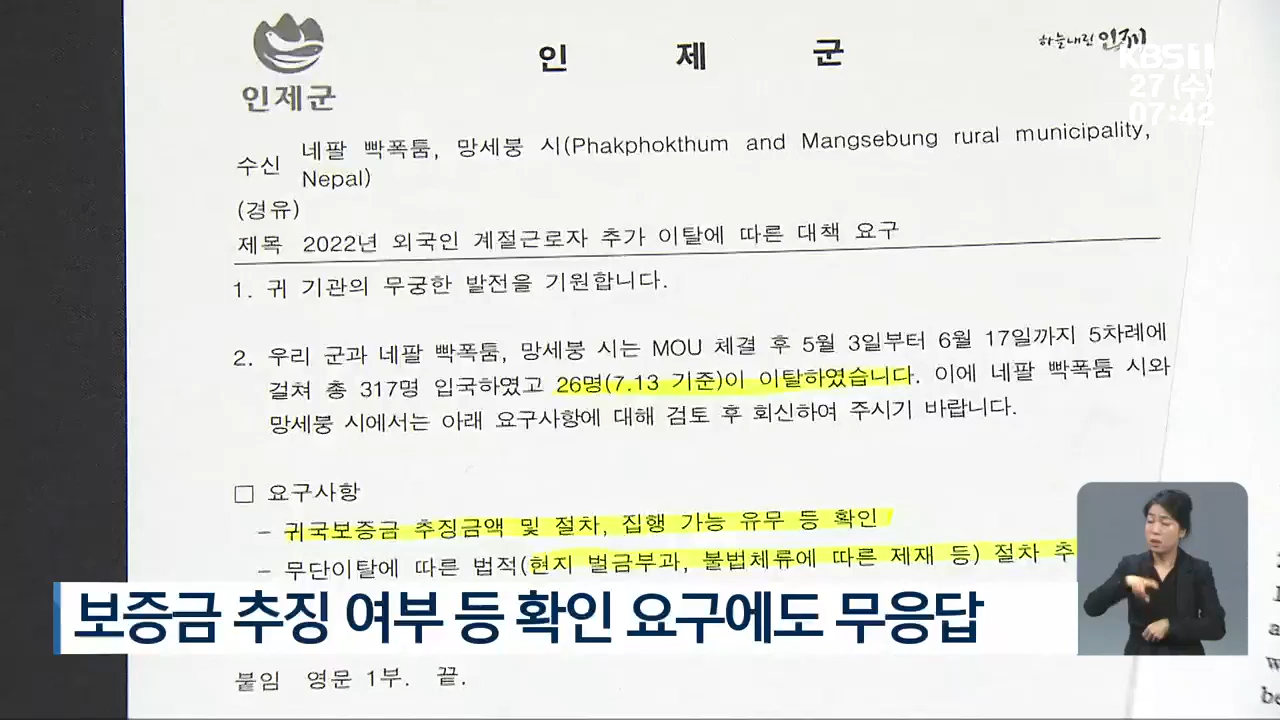 인제군
인 제 군
하늘내린 인제
KBS 1
27 (수)
07:42
수신 네팔 빡폭툼, 망세붕 시(Phakphokthum and Mangsebung rural municipality,
Nepal)
(경유)
제목 2022년 외국인 계절근로자 추가 이탈에 따른 대책 요구
1. 귀 기관의 무궁한 발전을 기원합니다.
2. 우리 군과 네팔 빡폭툼, 망세붕 시는 MOU 체결 후 5월 3일부터 6월 17일까지 5차례에
걸쳐 총 317명 입국하였고 26명(7.13 기준)이 이탈하였습니다. 이에 네팔 빡폭툼 시와
망세붕 시에서는 아래 요구사항에 대해 검토 후 회신하여 주시기 바랍니다.
□ 요구사항
- 귀국보증금 추징금액 및 절차, 집행 가능 유무 등 확인
- 무단이탈에 따른 법적(현지 벌금부과, 불법체류에 따른 제재 등) 절차 추
보증금 추징 여부 등 확인 요구에도 무응답
붙임 영문 1부. 끝.